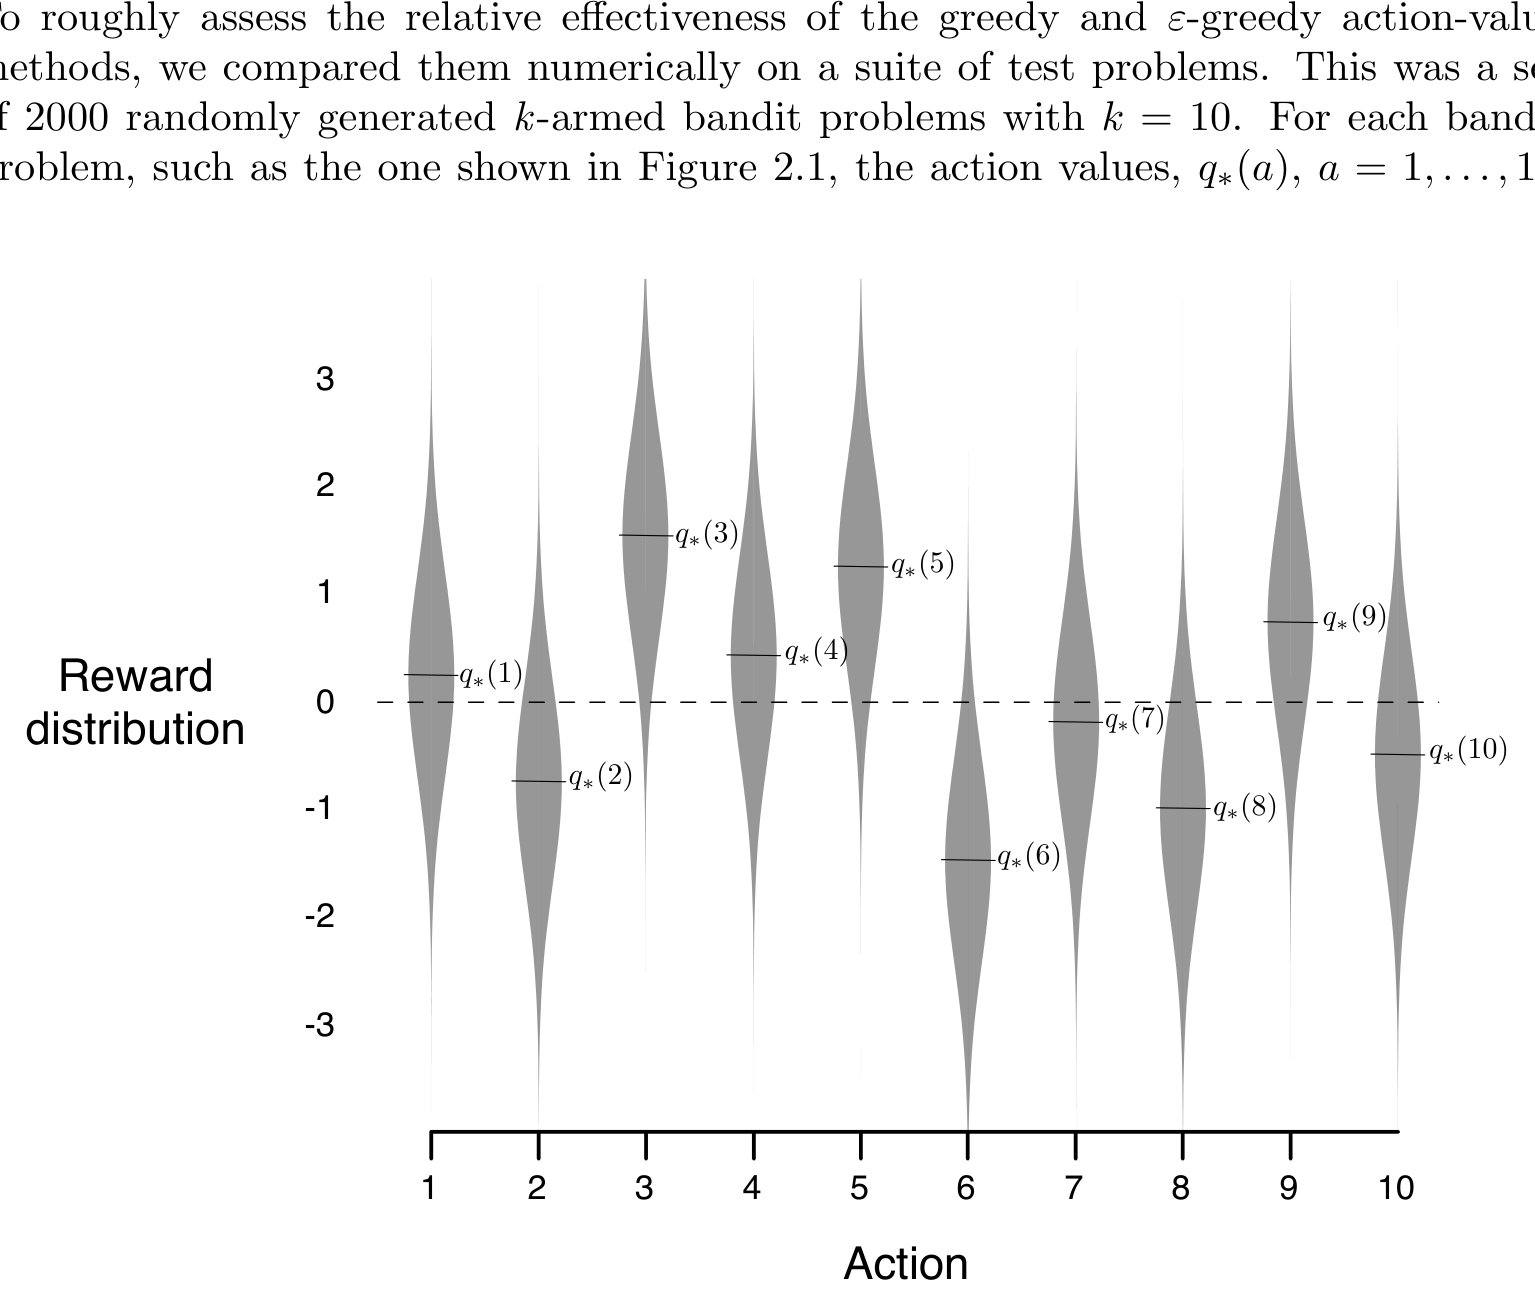 o roughly assess the relative effectiveness of the greedy and ε-greedy action-valu
ethods, we compared them numerically on a suite of test problems. This was a se
f 2000 randomly generated k-armed bandit problems with k = 10. For each band
roblem, such as the one shown in Figure 2.1, the action values, q∗(a), a = 1, . . . , 1
3
2
q∗(3)
q∗(5)
1
q∗(9)
q∗(4)
Reward
distribution
q∗(1)
0
q∗(7)
q∗(10)
q∗(2)
-1
q∗(8)
q∗(6)
-2
-3
1 2 3 4 5 6 7 8 9 10
Action